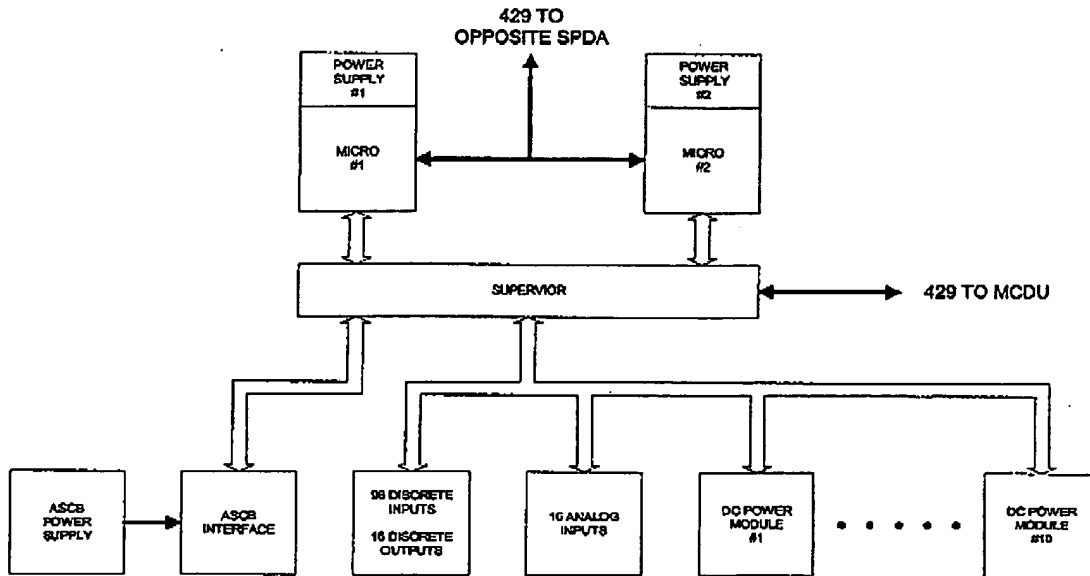 429 TO
OPPOSITE SPDA
POWER
SUPPLY
#1
MICRO
#1
POWER
SUPPLY
#2
MICRO
#2
SUPERVIOR
429 TO MCDU
ASCB
POWER
SUPPLY
ASCB
INTERFACE
96 DISCRETE
INPUTS
16 DISCRETE
OUTPUTS
16 ANALOG
INPUTS
DC POWER
MODULE
#1
DC POWER
MODULE
#10